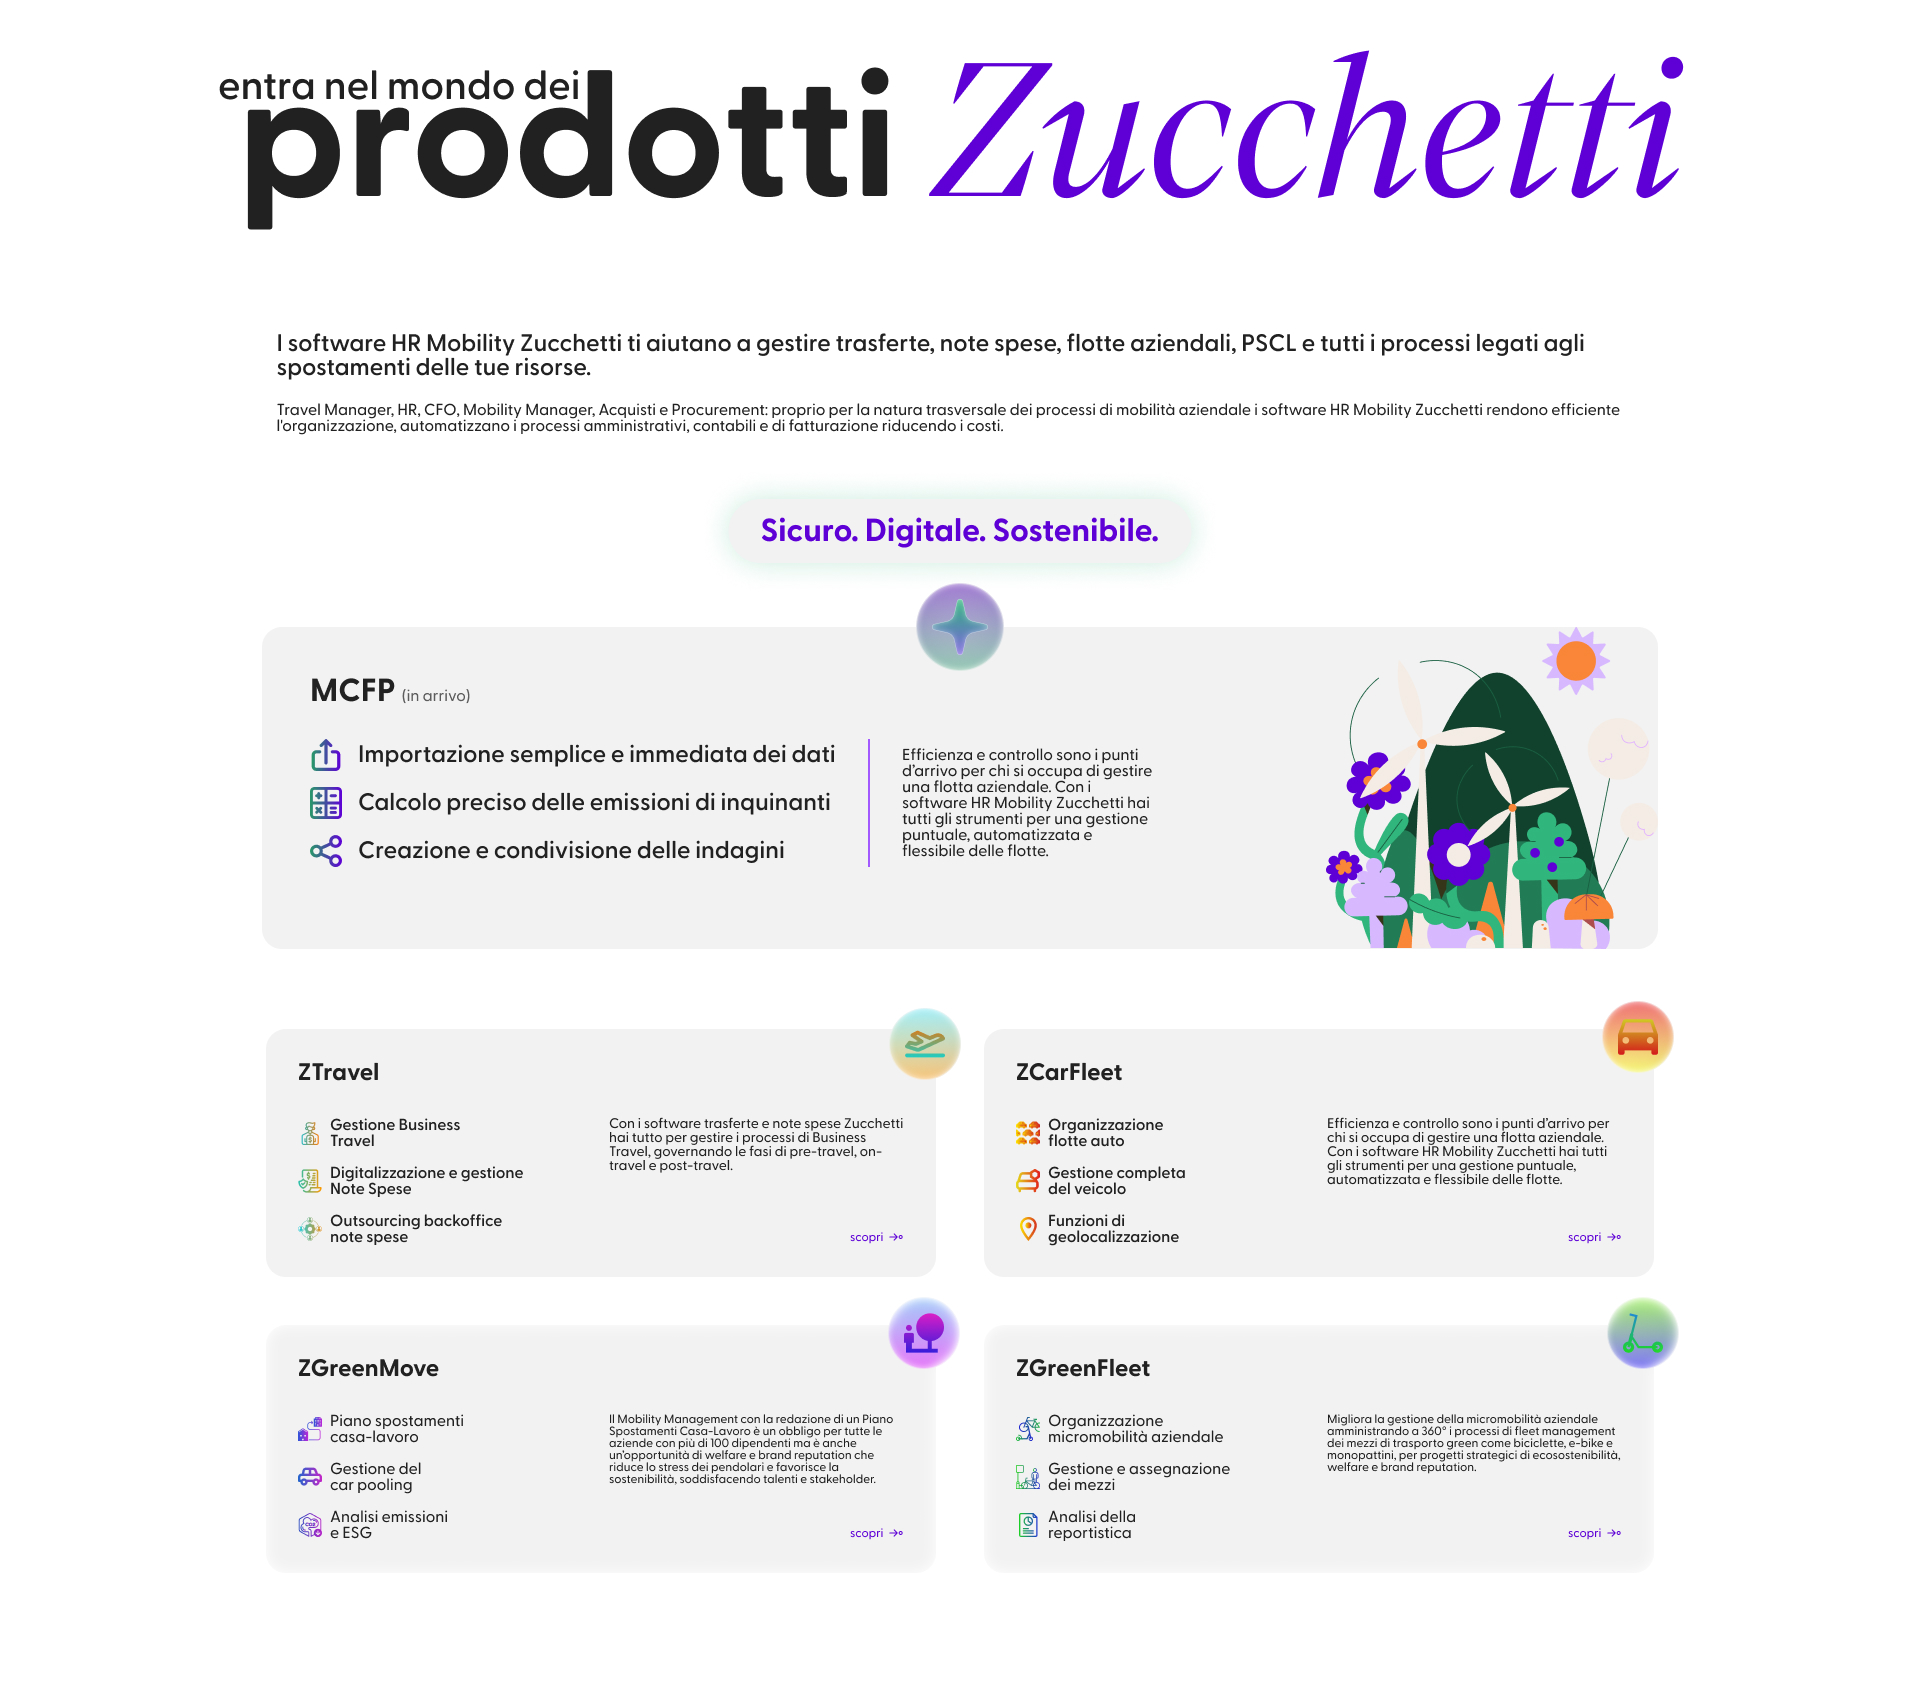 entra nel mondo dei
prodotti Zucchetti
I software HR Mobility Zucchetti ti aiutano a gestire trasferte, note spese, flotte aziendali, PSCL e tutti i processi legati agli
spostamenti delle tue risorse.
Travel Manager, HR, CFO, Mobility Manager, Acquisti e Procurement: proprio per la natura trasversale dei processi di mobilità aziendale i software HR Mobility Zucchetti rendono efficiente
l'organizzazione, automatizzano i processi amministrativi, contabili e di fatturazione riducendo i costi.
Sicuro. Digitale. Sostenibile.
MCFP (in arrivo)
Importazione semplice e immediata dei dati
Calcolo preciso delle emissioni di inquinanti
Creazione e condivisione delle indagini
Efficienza e controllo sono i punti
d'arrivo per chi si occupa di gestire
una flotta aziendale. Con i
software HR Mobility Zucchetti hai
tutti gli strumenti per una gestione
puntuale, automatizzata e
flessibile delle flotte.
ZTravel
Gestione Business
Travel
Digitalizzazione e gestione
Note Spese
Outsourcing backoffice
note spese
Con i software trasferte e note spese Zucchetti
hai tutto per gestire i processi di Business
Travel, governando le fasi di pre-travel, on-
travel e post-travel.
scopri
ZCarFleet
Organizzazione
flotte auto
Gestione completa
del veicolo
Funzioni di
geolocalizzazione
Efficienza e controllo sono i punti d'arrivo per
chi si occupa di gestire una flotta aziendale.
Con i software HR Mobility Zucchetti hai tutti
gli strumenti per una gestione puntuale,
automatizzata e flessibile delle flotte.
scopri
ZGreenMove
Piano spostamenti
casa-lavoro
Gestione del
car pooling
Analisi emissioni
e ESG
Il Mobility Management con la redazione di un Piano
Spostamenti Casa-Lavoro è un obbligo per tutte le
aziende con più di 100 dipendenti ma è anche
un'opportunità di welfare e brand reputation che
riduce lo stress dei pendolari e favorisce la
sostenibilità, soddisfacendo talenti e stakeholder.
scopri
ZGreenFleet
Organizzazione
micromobilità aziendale
Gestione e assegnazione
dei mezzi
Analisi della
reportistica
Migliora la gestione della micromobilità aziendale
amministrando a 360° i processi di fleet management
dei mezzi di trasporto green come biciclette, e-bike e
monopattini, per progetti strategici di ecosostenibilità,
welfare e brand reputation.
scopri